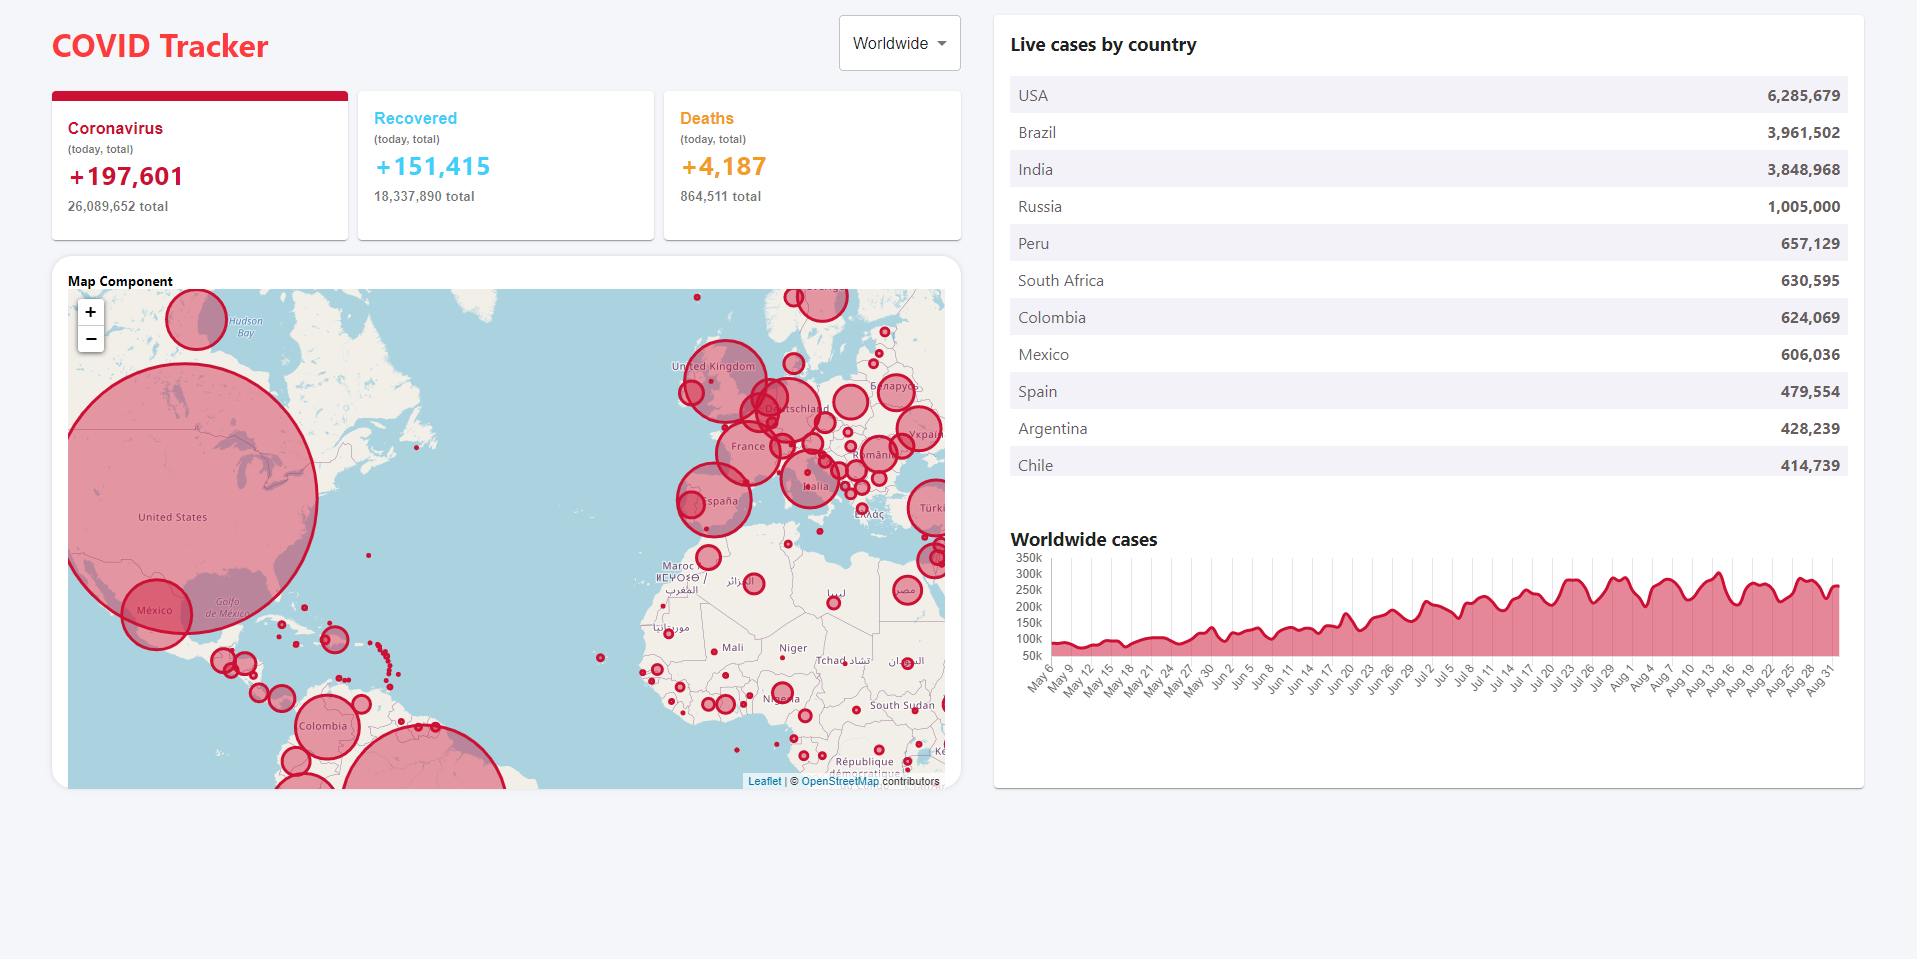 COVID Tracker
Worldwide
Coronavirus
(today, total)
+197,601
26,089,652 total
Recovered
(today, total)
+151,415
18,337,890 total
Deaths
(today, total)
+4,187
864,511 total
Map Component
+
−
Hudson
Bay
United Kingdom
Беларусь
Deutschland
Україн
France
România
Italia
España
Ελλάς
Türki
United States
Maroc
ⵍⵎⵖⵔⵉⴱ /
المغرب
الجزائر
ليبيا
مصر
México
Golfo
de México
موريتانيا
Mali
Niger
Tchad تشاد
السودان
Nigeria
South Sudan
Colombia
République
démocratique
Ke
Leaflet | © OpenStreetMap contributors
Live cases by country
USA 6,285,679
Brazil 3,961,502
India 3,848,968
Russia 1,005,000
Peru 657,129
South Africa 630,595
Colombia 624,069
Mexico 606,036
Spain 479,554
Argentina 428,239
Chile 414,739
Worldwide cases
350k
300k
250k
200k
150k
100k
50k
May 6 May 9 May 12 May 15 May 18 May 21 May 24 May 27 May 30 Jun 2 Jun 5 Jun 8 Jun 11 Jun 14 Jun 17 Jun 20 Jun 23 Jun 26 Jun 29 Jul 2 Jul 5 Jul 8 Jul 11 Jul 14 Jul 17 Jul 20 Jul 23 Jul 26 Jul 29 Aug 1 Aug 4 Aug 7 Aug 10 Aug 13 Aug 16 Aug 19 Aug 22 Aug 25 Aug 28 Aug 31